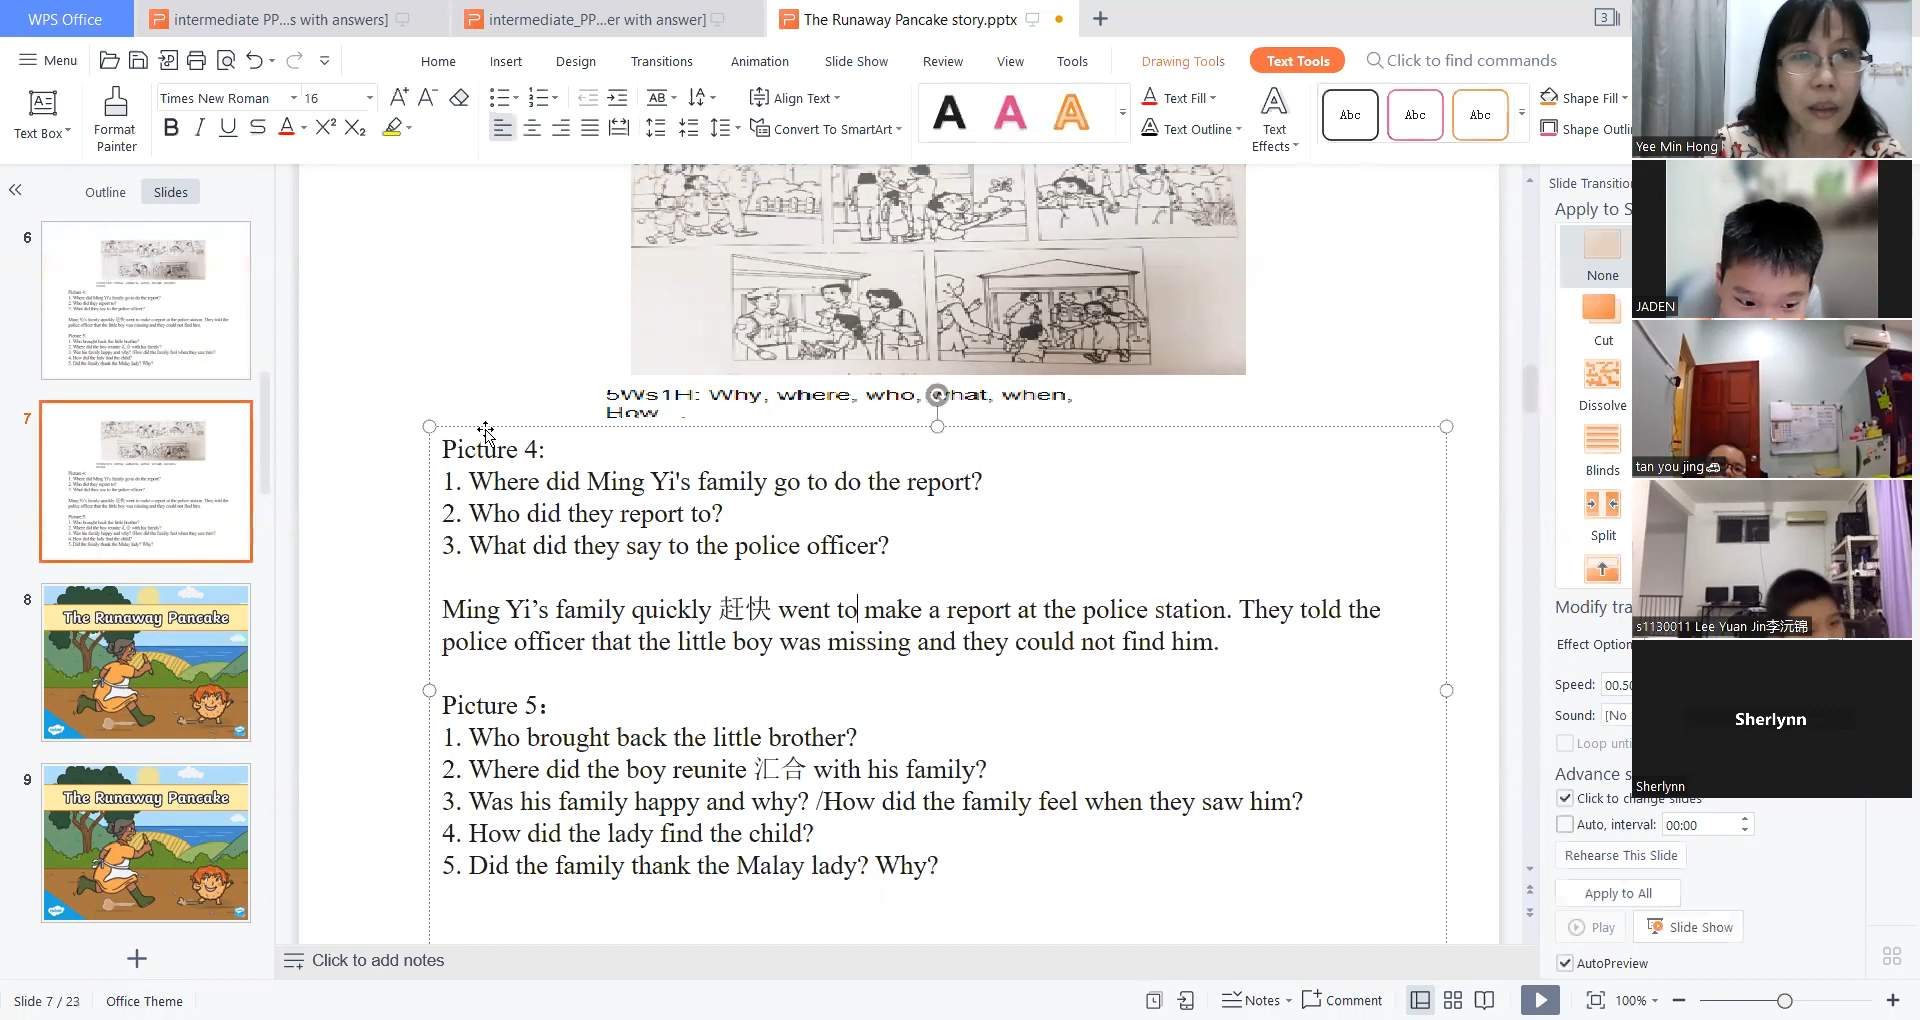 WPS Office
intermediate PP...s with answers]
intermediate_PP...er with answer]
The Runaway Pancake story.pptx
3
Menu
Home
Insert
Design
Transitions
Animation
Slide Show
Review
View
Tools
Drawing Tools
Text Tools
Click to find commands
Text Box
Format Painter
Times New Roman
16
Align Text
Convert To SmartArt
Text Fill
Text Outline
Text Effects
Abc
Abc
Abc
Shape Fill
Shape Outli
Outline
Slides
6
7
8
The Runaway Pancake
9
The Runaway Pancake
5Ws1H: Why, where, who, what, when,
How
Picture 4:
1. Where did Ming Yi's family go to do the report?
2. Who did they report to?
3. What did they say to the police officer?
Ming Yi’s family quickly 赶快 went to make a report at the police station. They told the
police officer that the little boy was missing and they could not find him.
Picture 5：
1. Who brought back the little brother?
2. Where did the boy reunite 汇合 with his family?
3. Was his family happy and why? /How did the family feel when they saw him?
4. How did the lady find the child?
5. Did the family thank the Malay lady? Why?
Click to add notes
Slide Transition
Apply to S
None
Cut
Dissolve
Blinds
Split
Modify tra
Effect Option
Speed: 00.50
Sound: [No
Loop unti
Advance s
Click to change slides
Auto, interval: 00:00
Rehearse This Slide
Apply to All
Play
Slide Show
AutoPreview
Yee Min Hong
JADEN
tan you jing
s1130011 Lee Yuan Jin李沅锦
Sherlynn
Sherlynn
Slide 7 / 23
Office Theme
Notes
Comment
100%